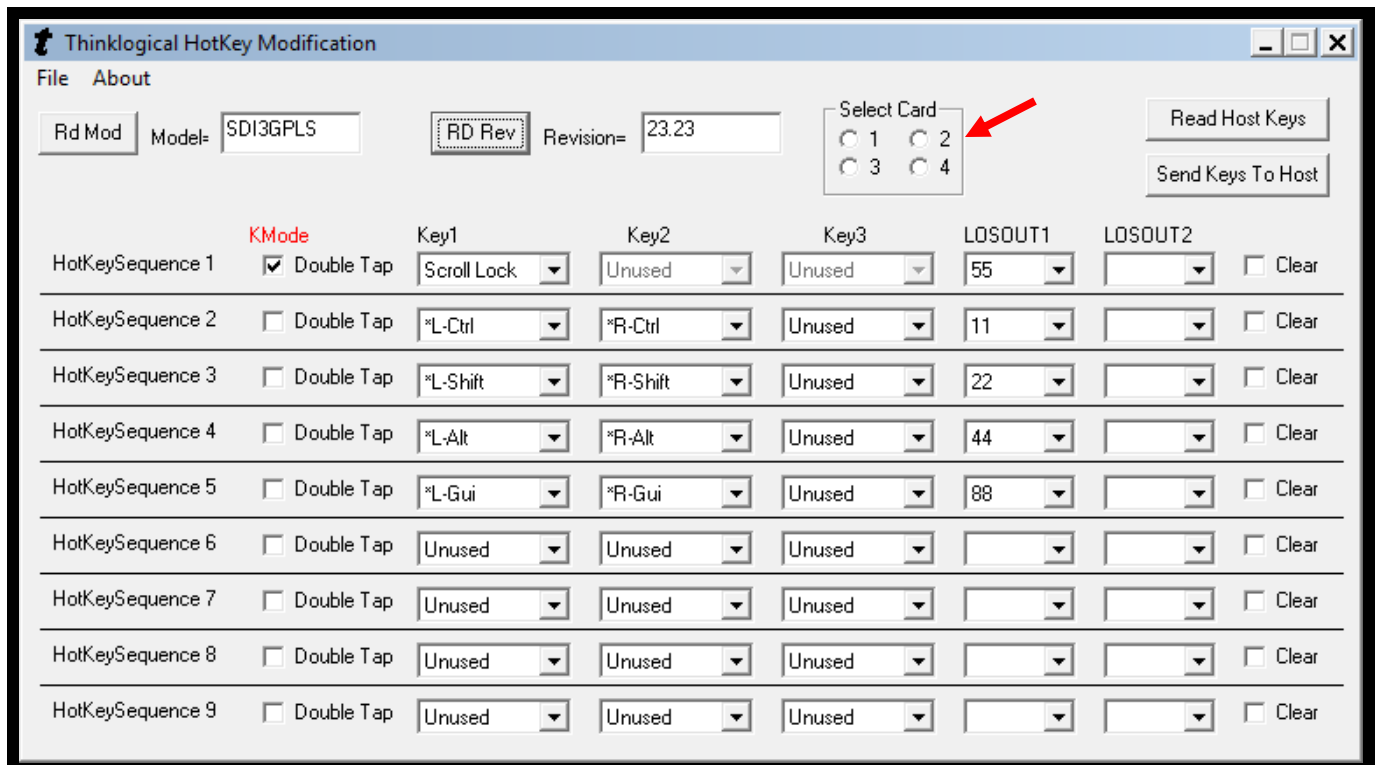 t Thinklogical HotKey Modification
File About
Rd Mod Model= SDI3GPLS RD Rev Revision= 23.23 Select Card Read Host Keys
1 2
3 4 Send Keys To Host
KMode Key1 Key2 Key3 LOSOUT1 LOSOUT2
HotKeySequence 1 Double Tap Scroll Lock Unused Unused 55 Clear
HotKeySequence 2 Double Tap *L-Ctrl *R-Ctrl Unused 11 Clear
HotKeySequence 3 Double Tap *L-Shift *R-Shift Unused 22 Clear
HotKeySequence 4 Double Tap *L-Alt *R-Alt Unused 44 Clear
HotKeySequence 5 Double Tap *L-Gui *R-Gui Unused 88 Clear
HotKeySequence 6 Double Tap Unused Unused Unused Clear
HotKeySequence 7 Double Tap Unused Unused Unused Clear
HotKeySequence 8 Double Tap Unused Unused Unused Clear
HotKeySequence 9 Double Tap Unused Unused Unused Clear